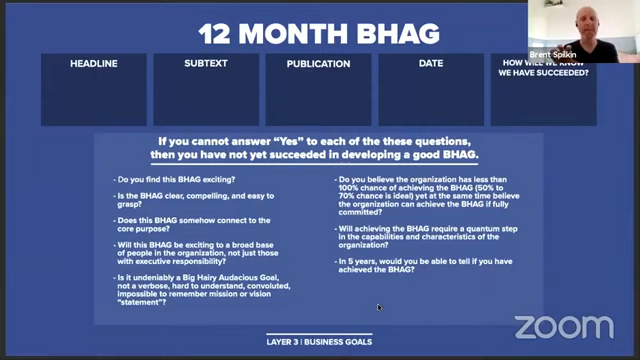 12 MONTH BHAG
HEADLINE
SUBTEXT
PUBLICATION
DATE
HOW WILL WE KNOW
WE HAVE SUCCEEDED?
Brent Spilkin
If you cannot answer “Yes” to each of the these questions,
then you have not yet succeeded in developing a good BHAG.
- Do you find this BHAG exciting?
- Is the BHAG clear, compelling, and easy to
grasp?
- Does this BHAG somehow connect to the
core purpose?
- Will this BHAG be exciting to a broad base
of people in the organization, not just those
with executive responsibility?
- Is it undeniably a Big Hairy Audacious Goal,
not a verbose, hard to understand, convoluted,
impossible to remember mission or vision
“statement”?
- Do you believe the organization has less than
100% chance of achieving the BHAG (50% to
70% chance is ideal) yet at the same time believe
the organization can achieve the BHAG if fully
committed?
- Will achieving the BHAG require a quantum step
in the capabilities and characteristics of the
organization?
- In 5 years, would you be able to tell if you have
achieved the BHAG?
LAYER 3 | BUSINESS GOALS
zoom